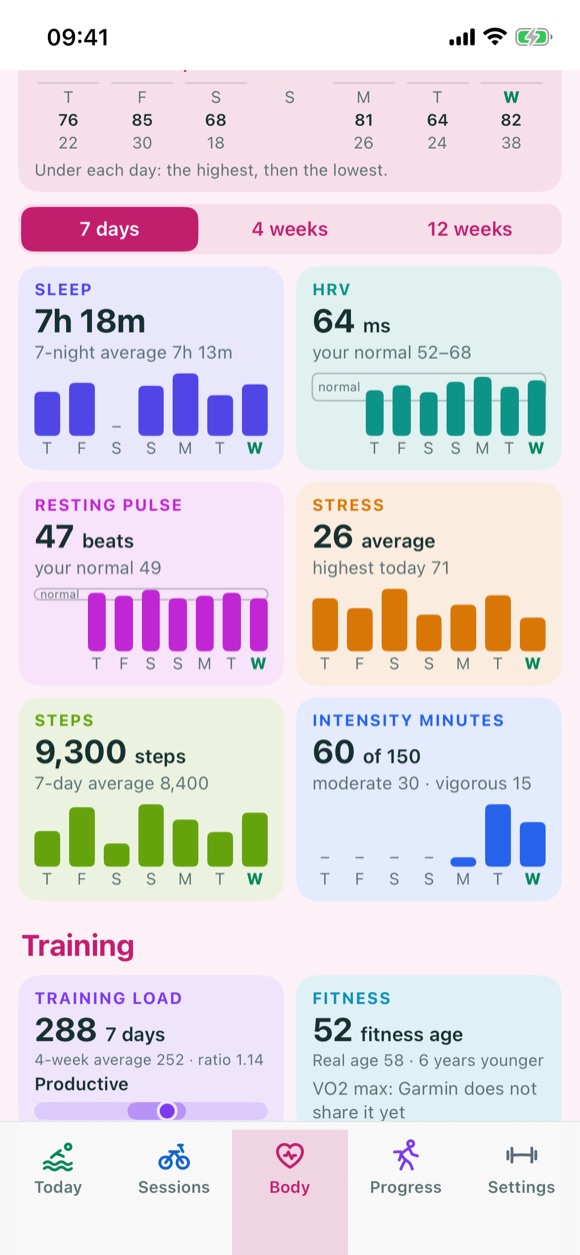 09:41
T F S S M T W
76 85 68 81 64 82
22 30 18 26 24 38
Under each day: the highest, then the lowest.
7 days 4 weeks 12 weeks
SLEEP
7h 18m
7-night average 7h 13m
T F S S M T W
HRV
64 ms
your normal 52–68
normal
T F S S M T W
RESTING PULSE
47 beats
your normal 49
normal
T F S S M T W
STRESS
26 average
highest today 71
T F S S M T W
STEPS
9,300 steps
7-day average 8,400
T F S S M T W
INTENSITY MINUTES
60 of 150
moderate 30 · vigorous 15
T F S S M T W
Training
TRAINING LOAD
288 7 days
4-week average 252 · ratio 1.14
Productive
FITNESS
52 fitness age
Real age 58 · 6 years younger
VO2 max: Garmin does not
share it yet
Today Sessions Body Progress Settings